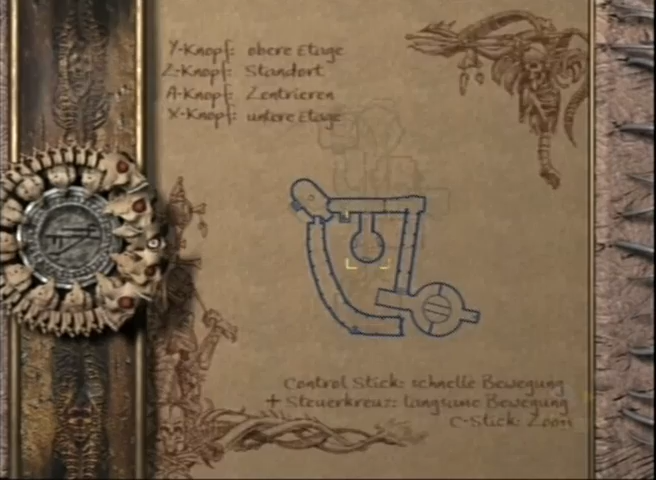 Y-Knopf: obere Etage
Z-Knopf: Standort
A-Knopf: Zentrieren
X-Knopf: untere Etage
Control Stick: schnelle Bewegung
+ Steuerkreuz: langsame Bewegung
C-Stick: Zoom